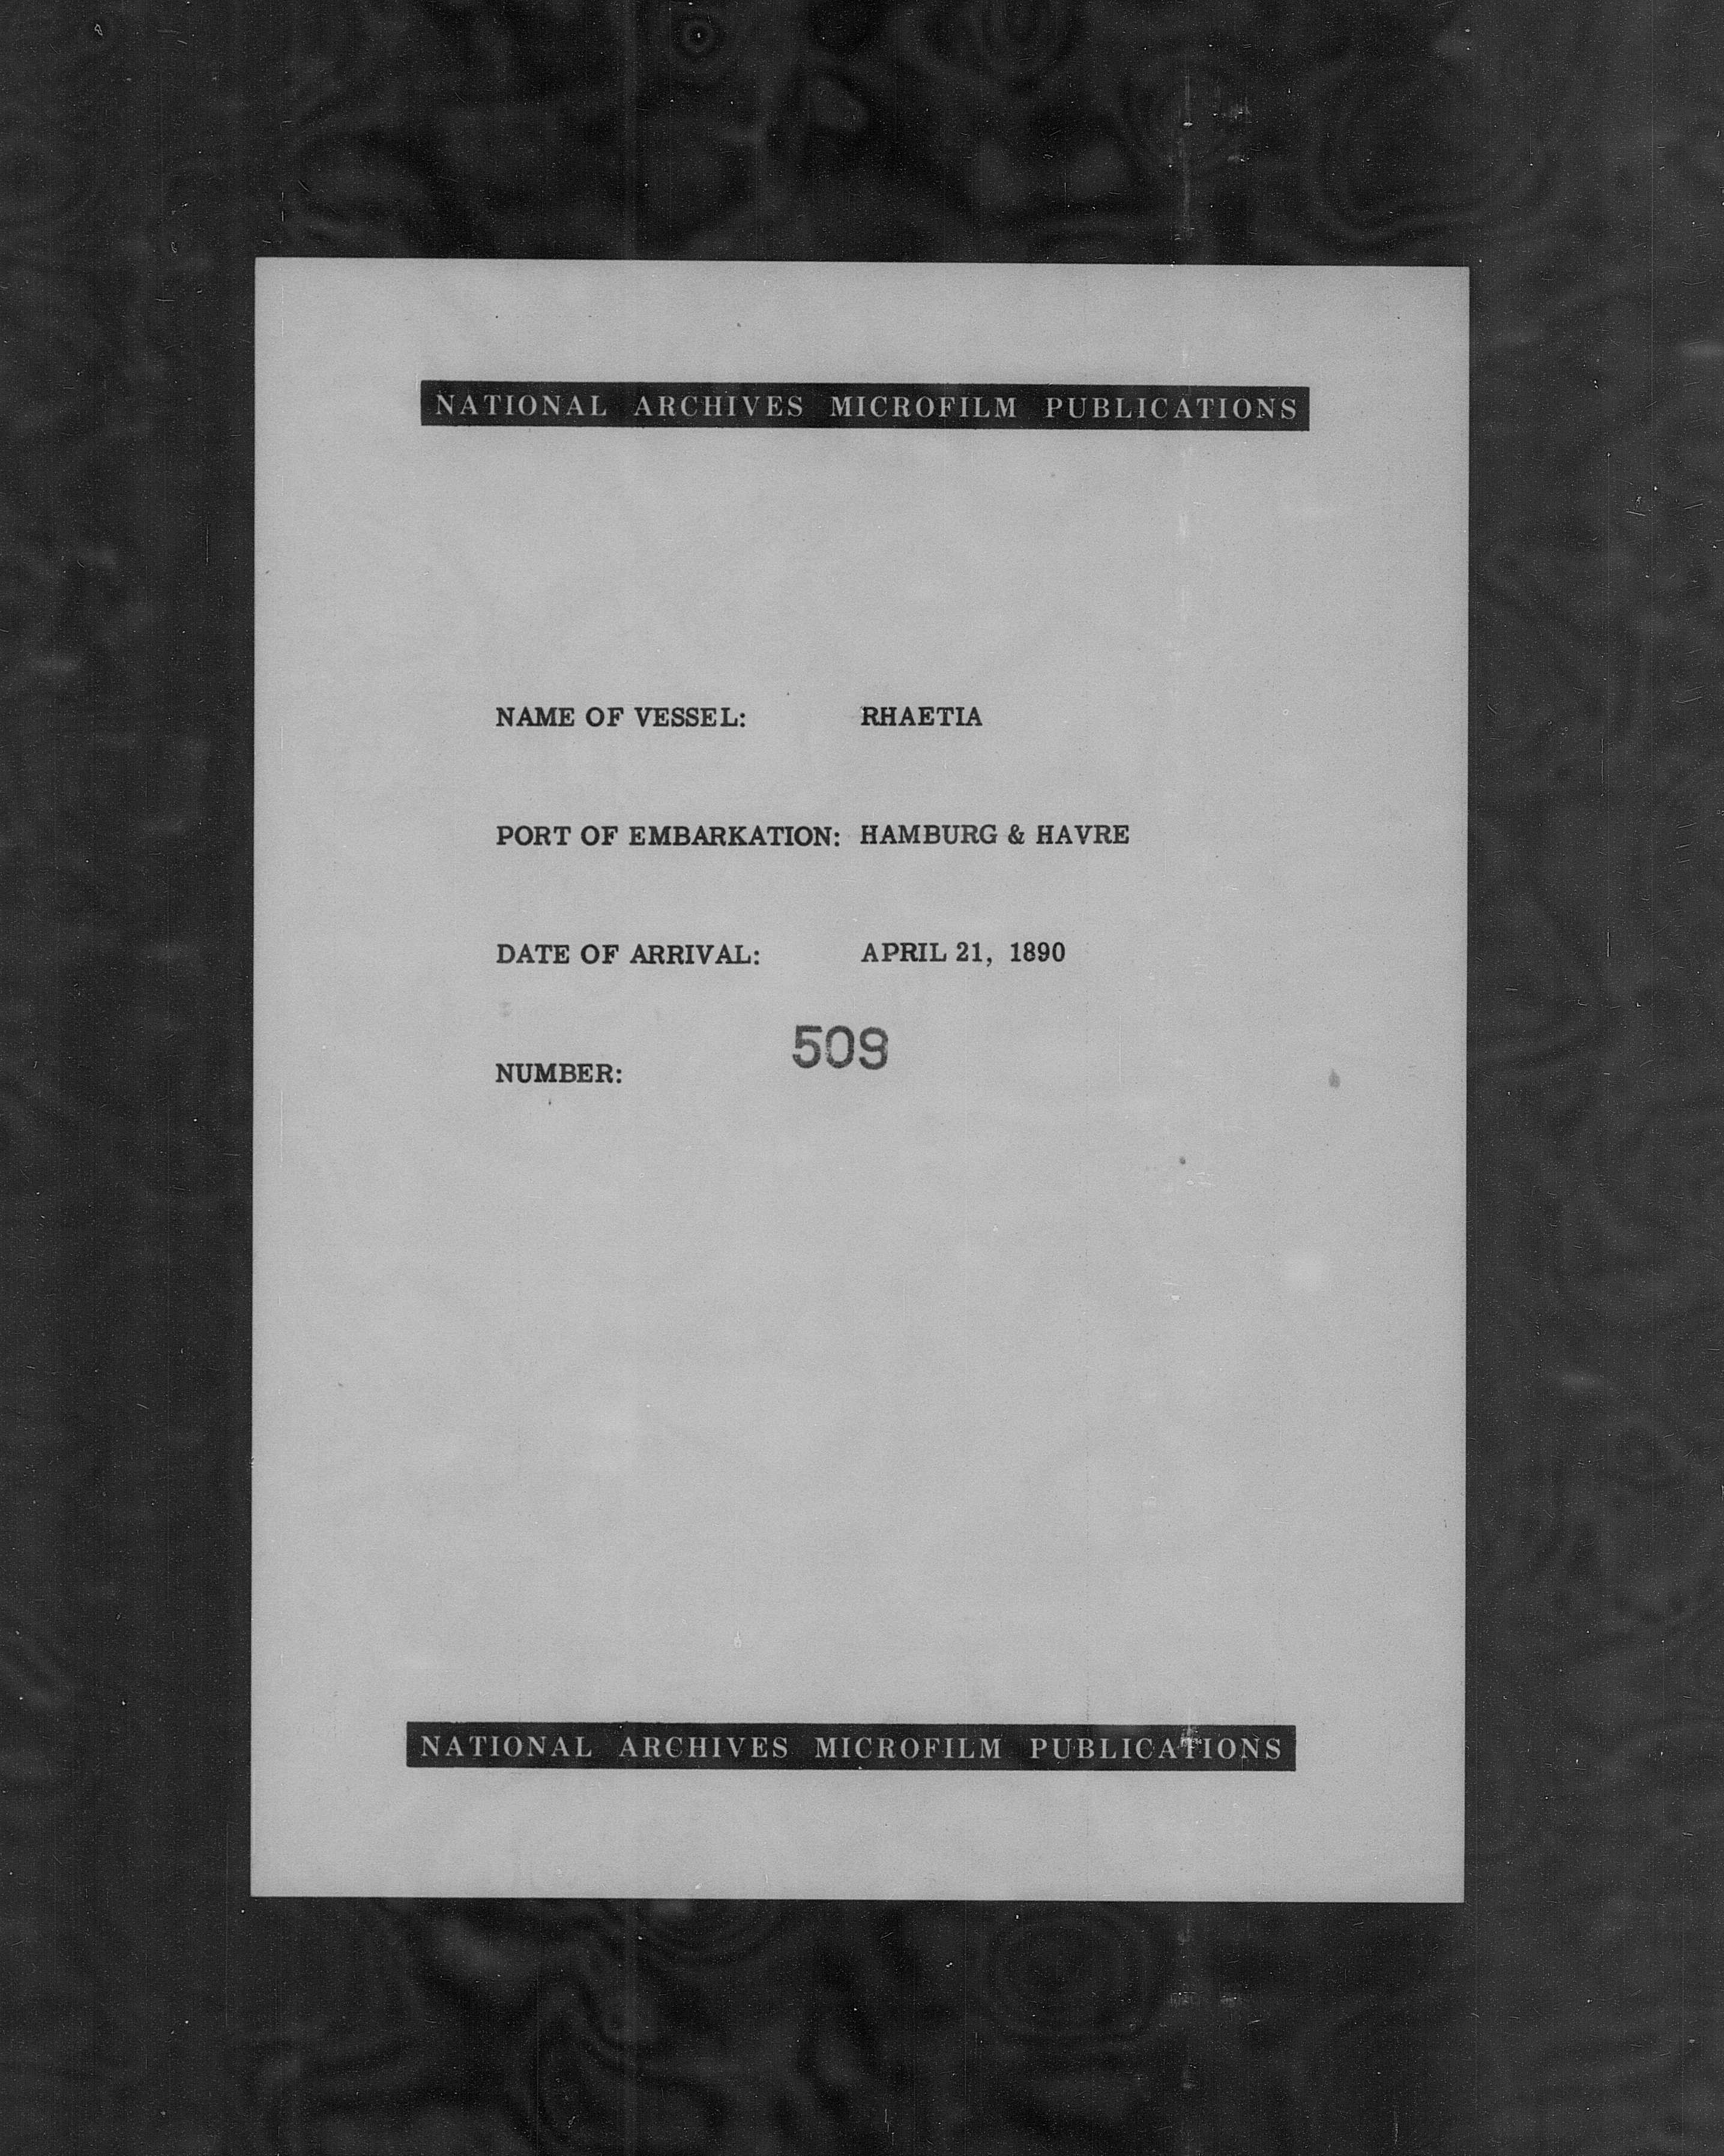 NATIONAL ARCHIVES MICROFILM PUBLICATIONS
NAME OF VESSEL: RHAETIA
PORT OF EMBARKATION: HAMBURG & HAVRE
DATE OF ARRIVAL: APRIL 21, 1890
NUMBER: 509
NATIONAL ARCHIVES MICROFILM PUBLICATIONS